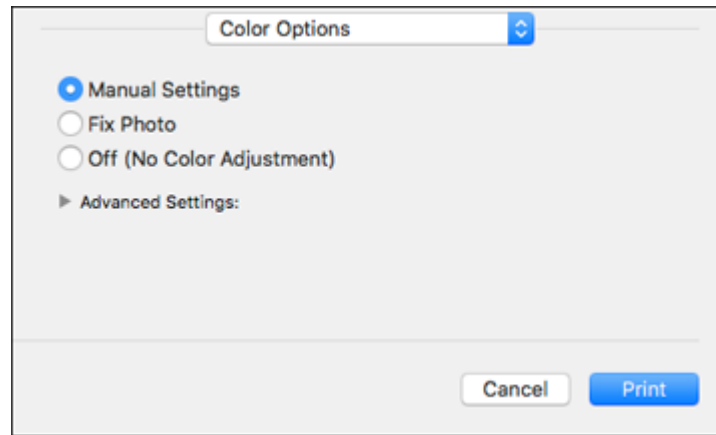 Color Options
Manual Settings
Fix Photo
Off (No Color Adjustment)
Advanced Settings:
Cancel Print